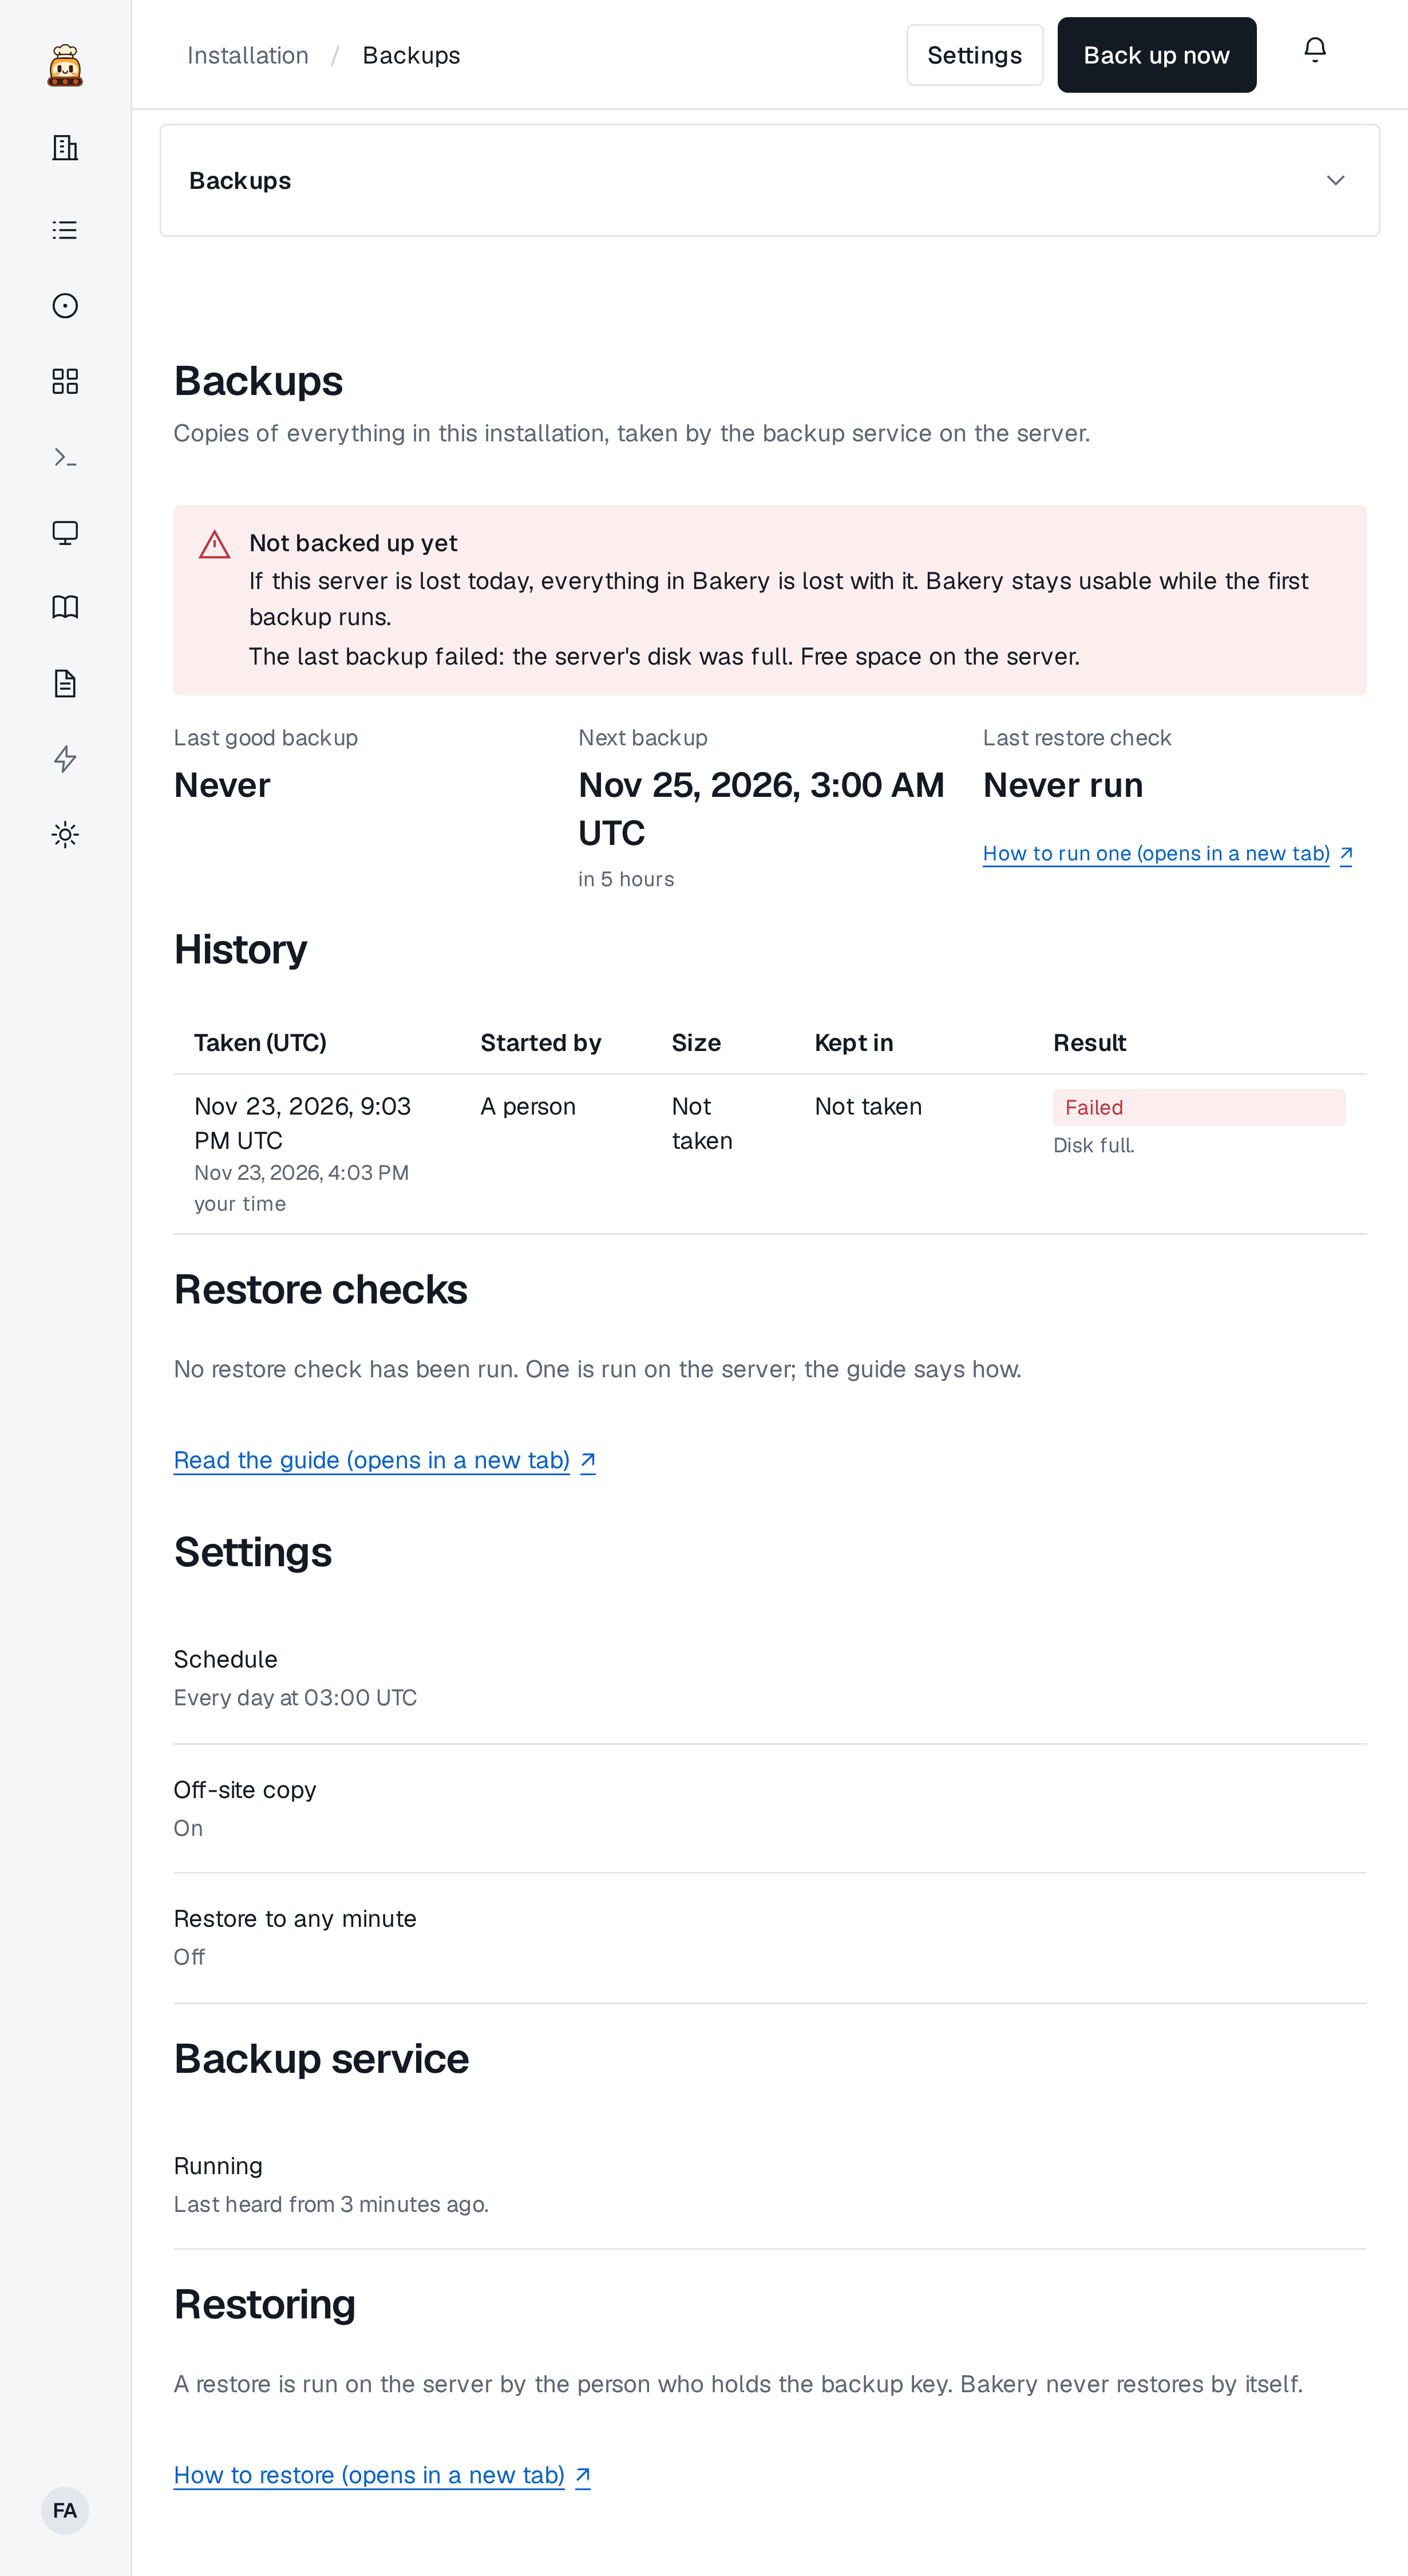 Installation / Backups
Settings
Back up now
Backups
Backups
Copies of everything in this installation, taken by the backup service on the server.
Not backed up yet
If this server is lost today, everything in Bakery is lost with it. Bakery stays usable while the first
backup runs.
The last backup failed: the server's disk was full. Free space on the server.
Last good backup
Never
Next backup
Nov 25, 2026, 3:00 AM
UTC
in 5 hours
Last restore check
Never run
How to run one (opens in a new tab)
History
Taken (UTC) Started by Size Kept in Result
Nov 23, 2026, 9:03
PM UTC
Nov 23, 2026, 4:03 PM
your time
A person
Not
taken
Not taken
Failed
Disk full.
Restore checks
No restore check has been run. One is run on the server; the guide says how.
Read the guide (opens in a new tab)
Settings
Schedule
Every day at 03:00 UTC
Off-site copy
On
Restore to any minute
Off
Backup service
Running
Last heard from 3 minutes ago.
Restoring
A restore is run on the server by the person who holds the backup key. Bakery never restores by itself.
How to restore (opens in a new tab)
FA